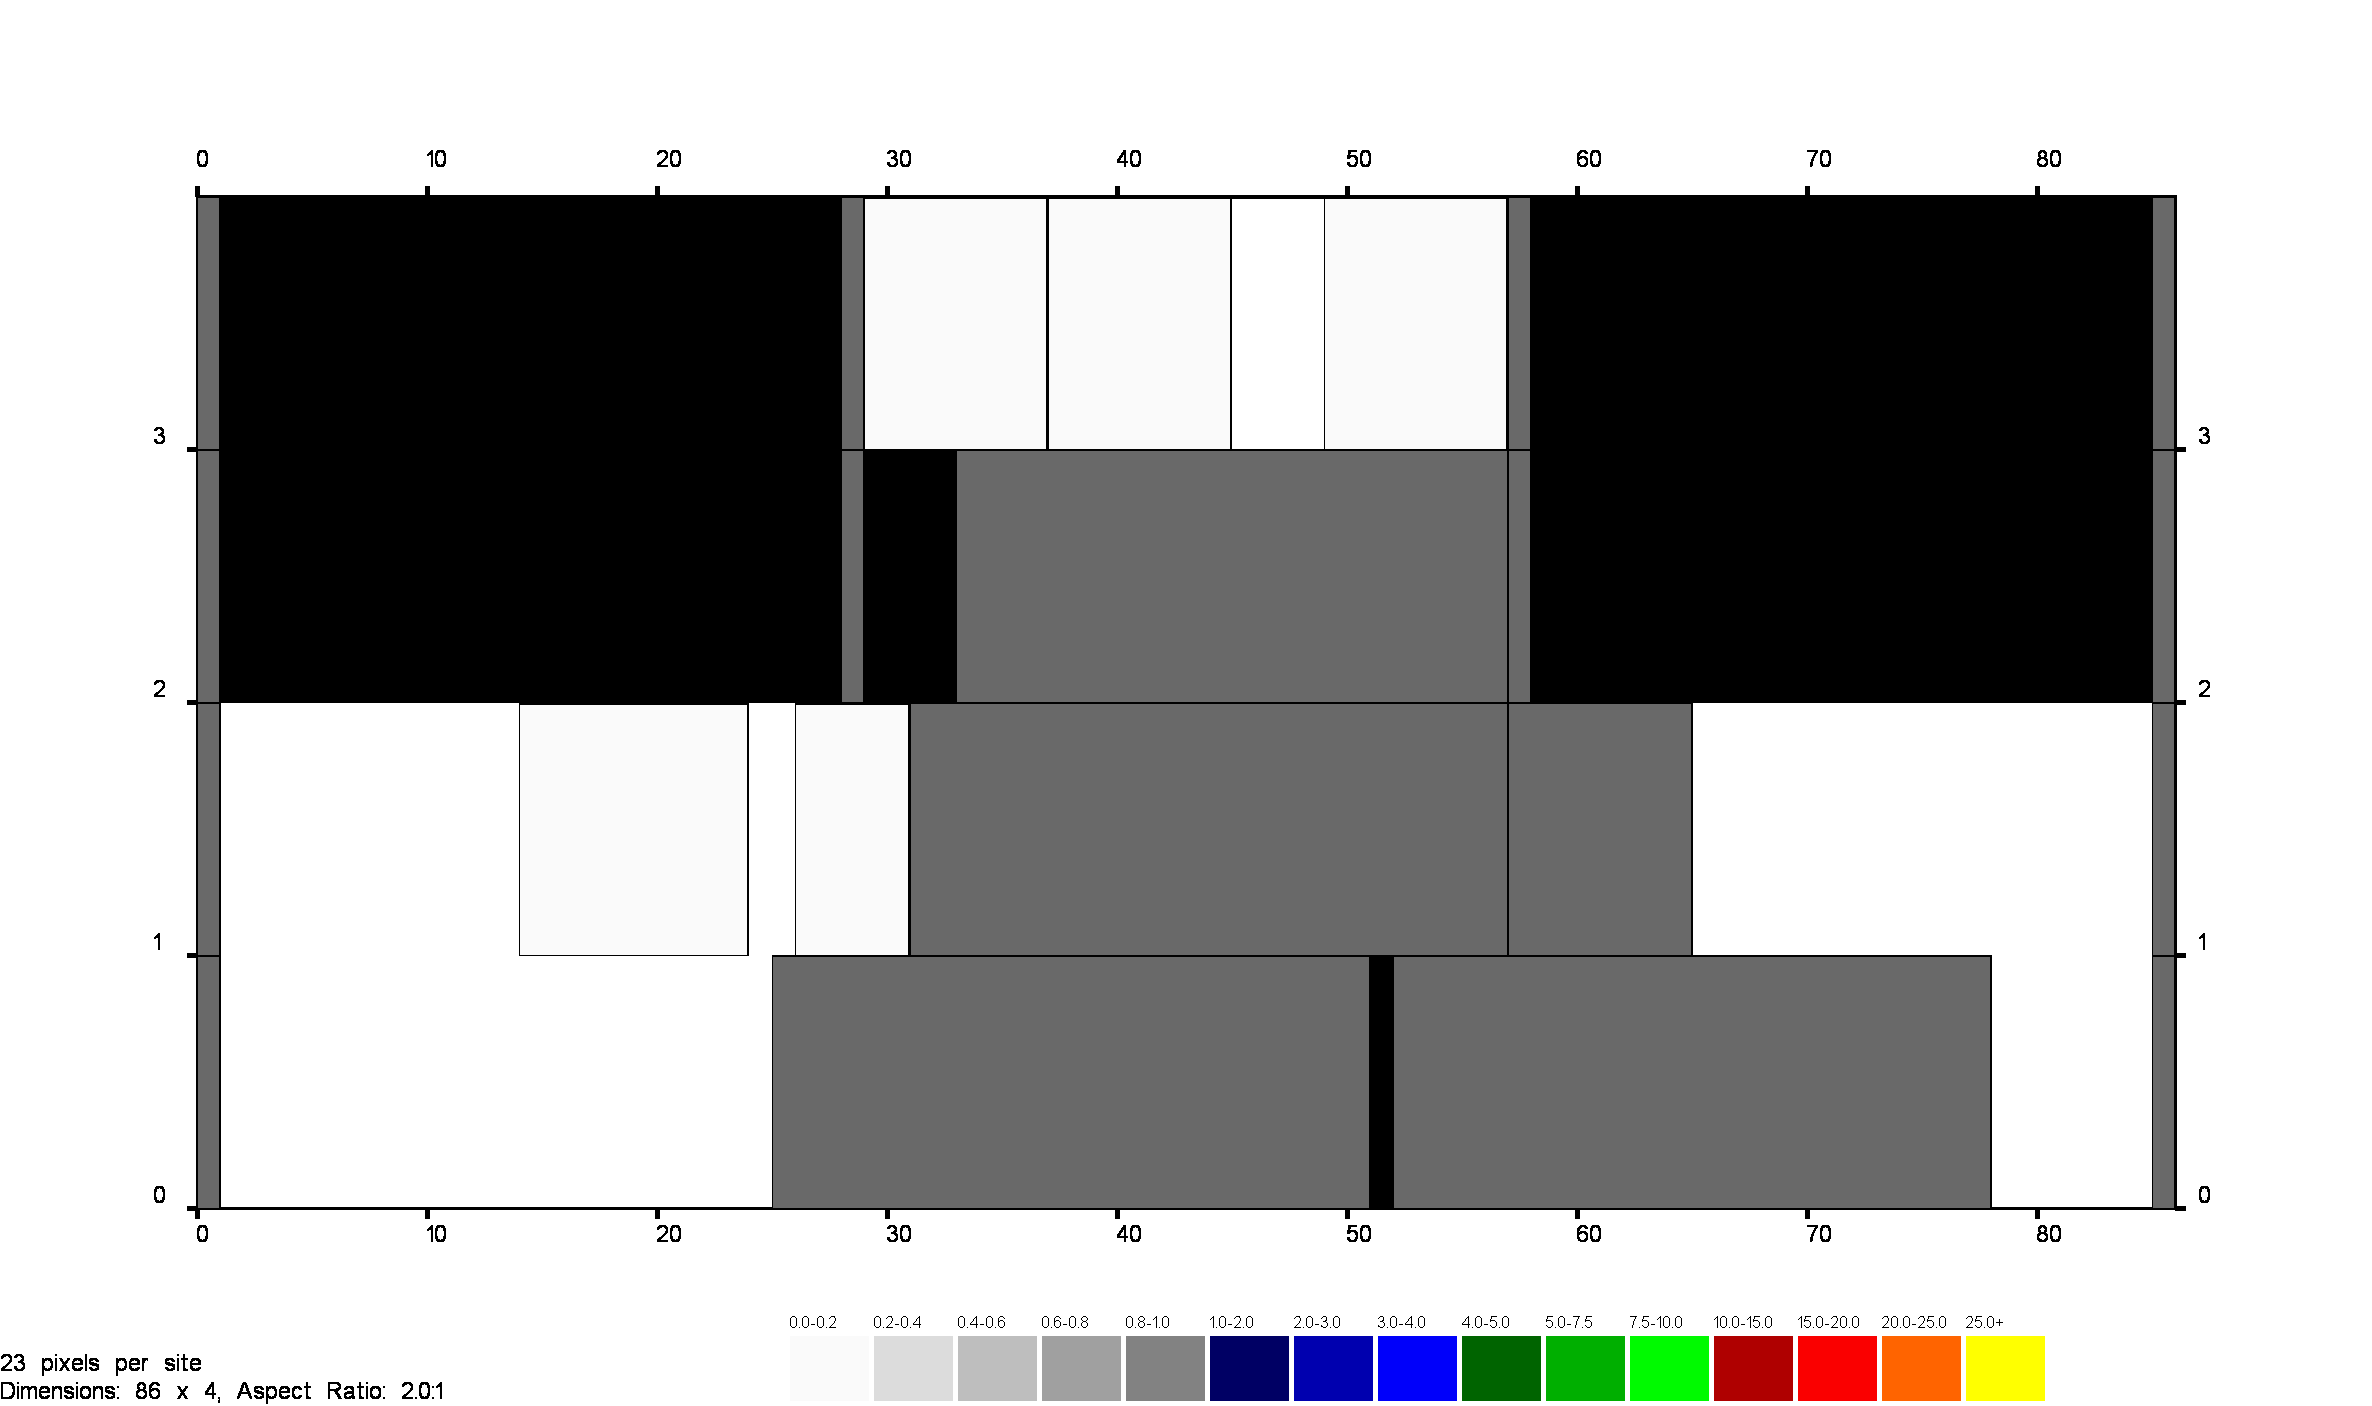 0 10 20 30 40 50 60 70 80
3 3
2 2
1 1
0 0
0 10 20 30 40 50 60 70 80
0.0-0.2 0.2-0.4 0.4-0.6 0.6-0.8 0.8-1.0 1.0-2.0 2.0-3.0 3.0-4.0 4.0-5.0 5.0-7.5 7.5-10.0 10.0-15.0 15.0-20.0 20.0-25.0 25.0+
23 pixels per site
Dimensions: 86 x 4, Aspect Ratio: 2.0:1